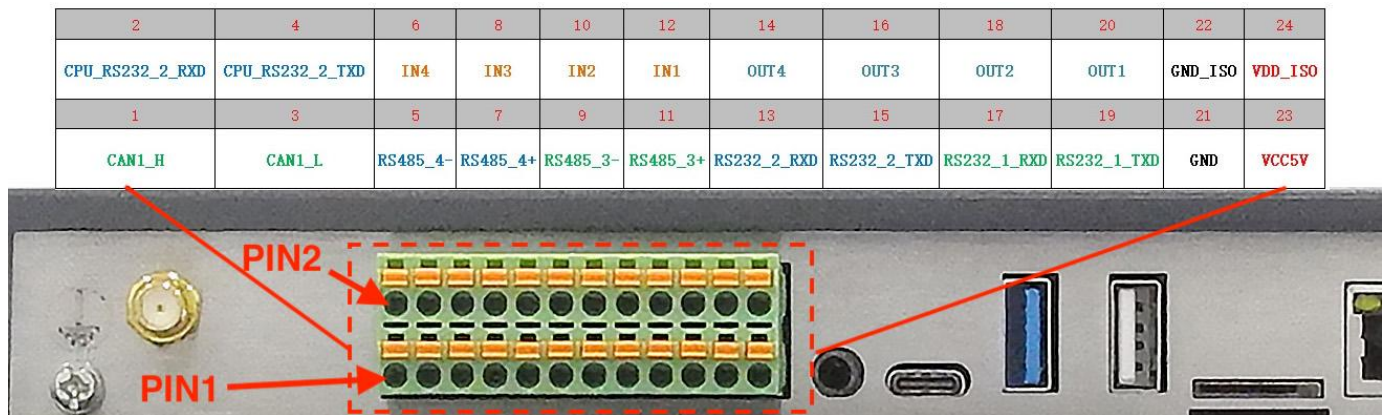 2 4 6 8 10 12 14 16 18 20 22 24
CPU_RS232_2_RXD CPU_RS232_2_TXD IN4 IN3 IN2 IN1 OUT4 OUT3 OUT2 OUT1 GND_ISO VDD_ISO
1 3 5 7 9 11 13 15 17 19 21 23
CAN1_H CAN1_L RS485_4- RS485_4+ RS485_3- RS485_3+ RS232_2_RXD RS232_2_TXD RS232_1_RXD RS232_1_TXD GND VCC5V
PIN2
PIN1